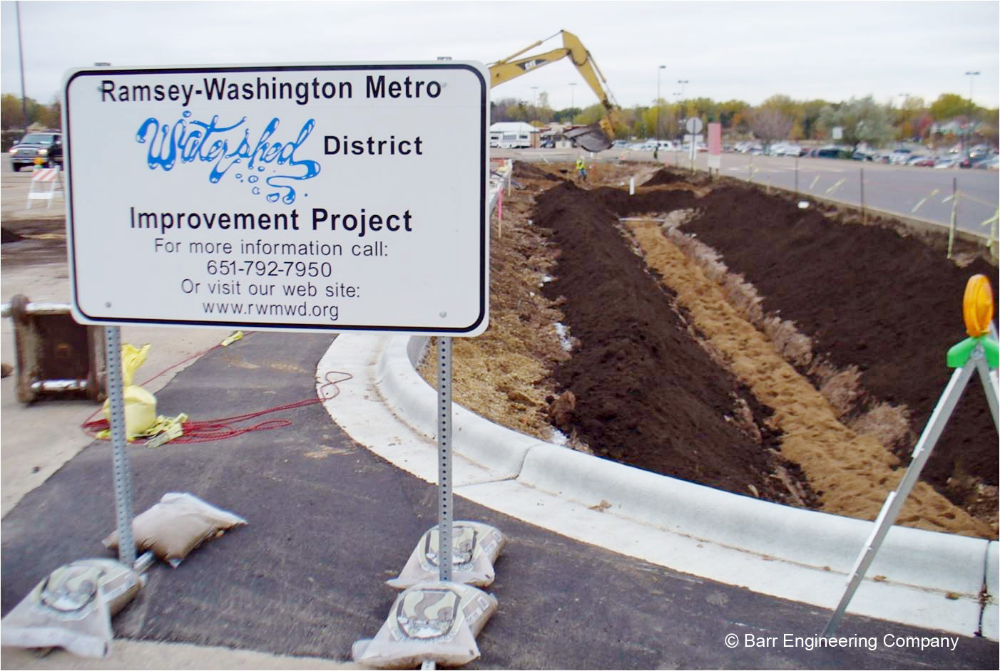 Ramsey-Washington Metro
Watershed District
Improvement Project
For more information call:
651-792-7950
Or visit our web site:
www.rwmwd.org
CAT
© Barr Engineering Company